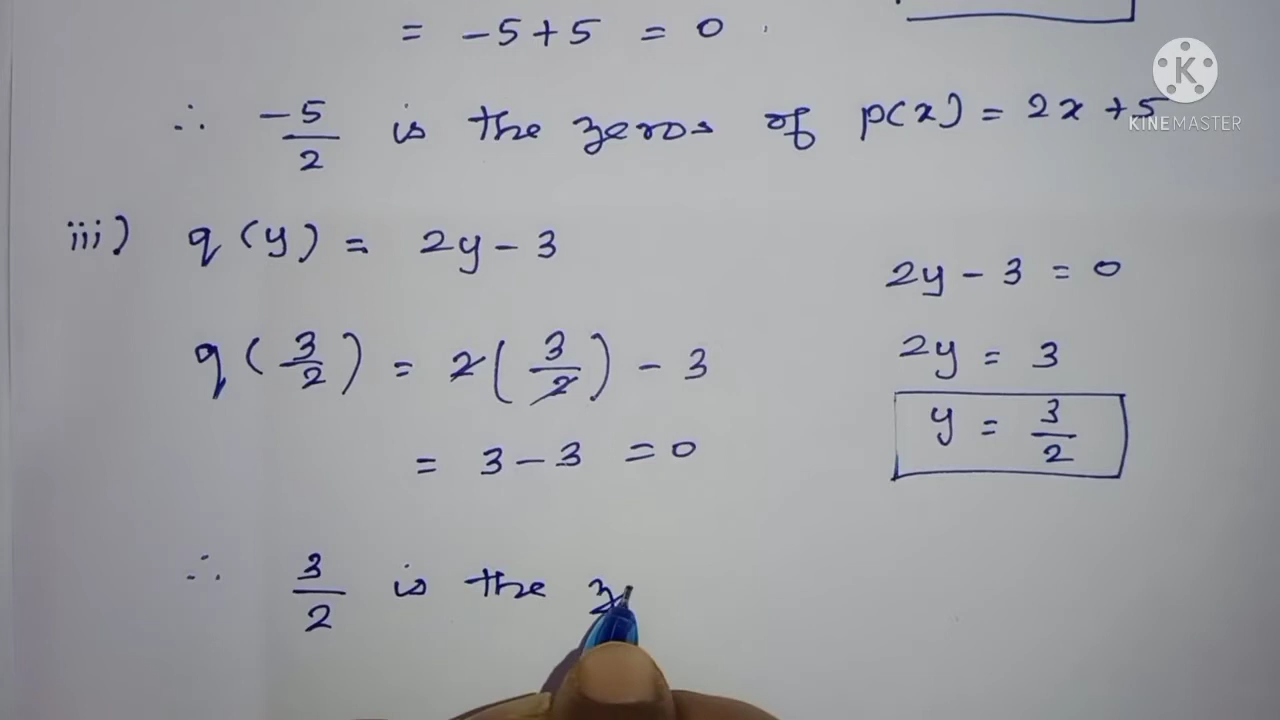 = -5+5 = 0
∴ -5/2 is the zeros of p(x) = 2x+5
KINEMASTER
iii) q(y) = 2y-3
2y-3 = 0
q(3/2) = 2(3/2) - 3
2y = 3
= 3-3 = 0
y = 3/2
∴ 3/2 is the z